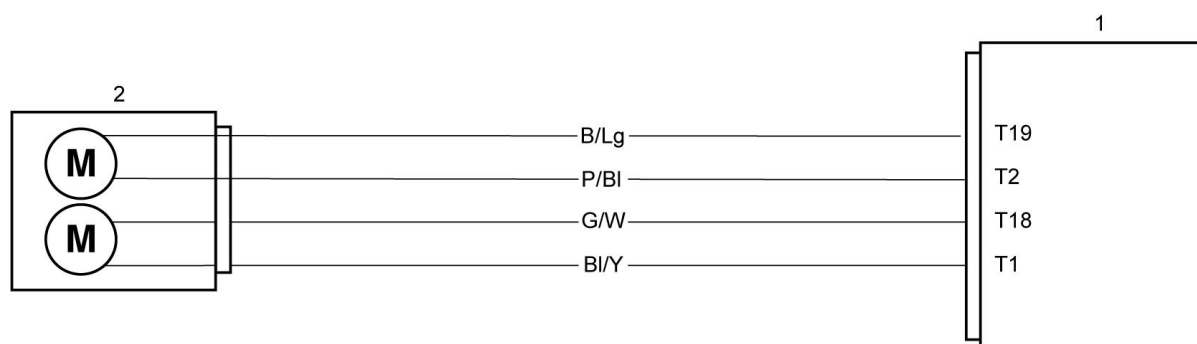 1
2
M B/Lg T19
P/Bl T2
M G/W T18
Bl/Y T1